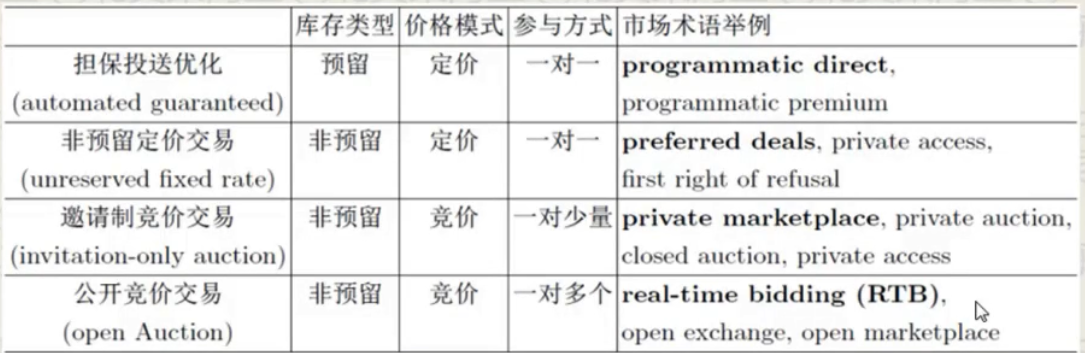 库存类型 价格模式 参与方式 市场术语举例
担保投送优化 预留 定价 一对一 programmatic direct,
(automated guaranteed) programmatic premium
非预留定价交易 非预留 定价 一对一 preferred deals, private access,
(unreserved fixed rate) first right of refusal
邀请制竞价交易 非预留 竞价 一对少量 private marketplace, private auction,
(invitation-only auction) closed auction, private access
公开竞价交易 非预留 竞价 一对多个 real-time bidding (RTB),
(open Auction) open exchange, open marketplace